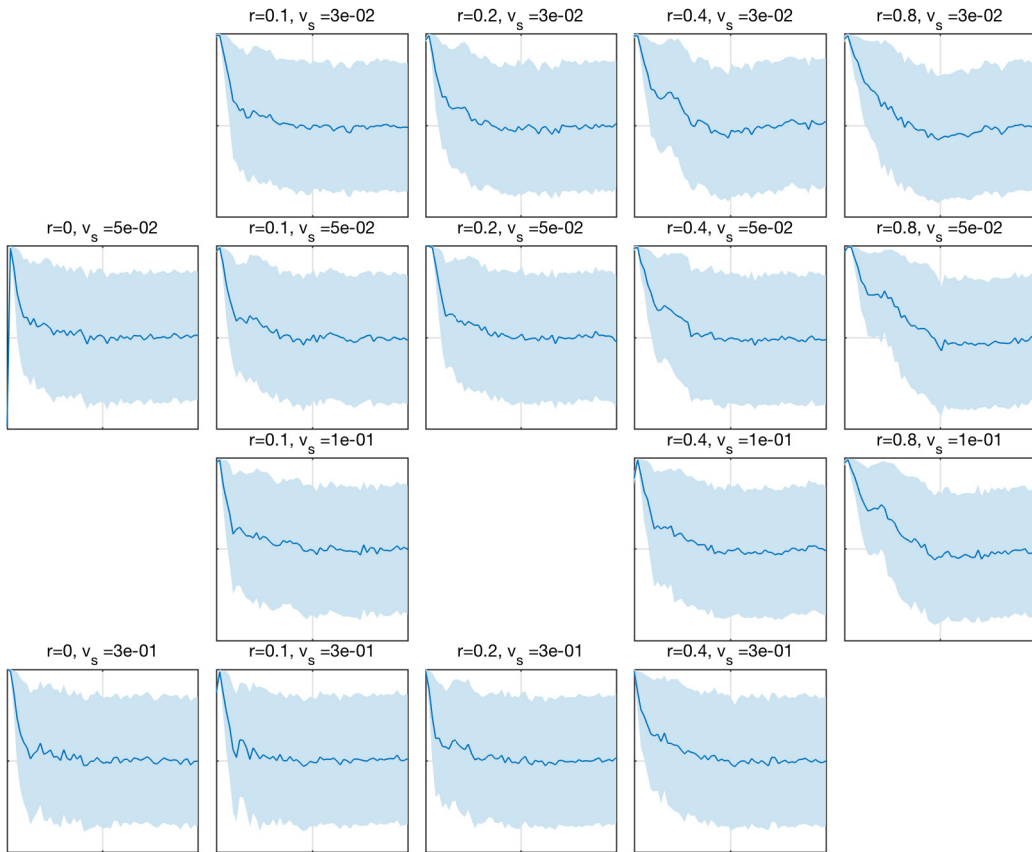 r=0.1, v_s =3e-02
r=0.2, v_s =3e-02
r=0.4, v_s =3e-02
r=0.8, v_s =3e-02
r=0, v_s =5e-02
r=0.1, v_s =5e-02
r=0.2, v_s =5e-02
r=0.4, v_s =5e-02
r=0.8, v_s =5e-02
r=0.1, v_s =1e-01
r=0.4, v_s =1e-01
r=0.8, v_s =1e-01
r=0, v_s =3e-01
r=0.1, v_s =3e-01
r=0.2, v_s =3e-01
r=0.4, v_s =3e-01